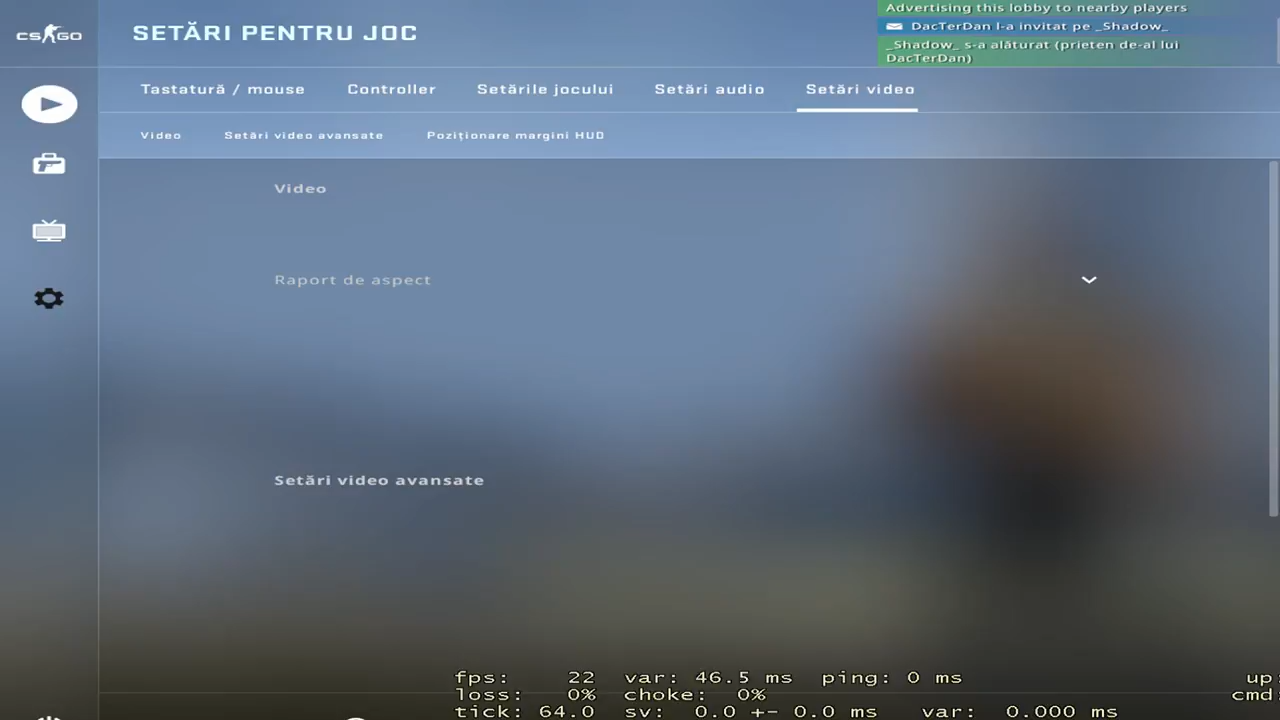 CS GO
SETĂRI PENTRU JOC
Advertising this lobby to nearby players
DacTerDan l-a invitat pe _Shadow_
_Shadow_ s-a alăturat (prieten de-al lui
DacTerDan)
Tastatură / mouse Controller Setările jocului Setări audio Setări video
Video Setări video avansate Poziționare margini HUD
Video
Raport de aspect
Setări video avansate
fps: 22 var: 46.5 ms ping: 0 ms up:
loss: 0% choke: 0% cmd:
tick: 64.0 sv: 0.0 +- 0.0 ms var: 0.000 ms